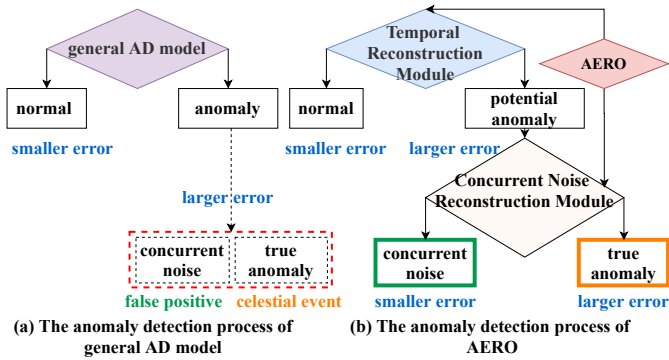 general AD model
normal
anomaly
smaller error
larger error
concurrent
noise
true
anomaly
false positive
celestial event
(a) The anomaly detection process of
general AD model
Temporal
Reconstruction
Module
AERO
normal
potential
anomaly
smaller error
larger error
Concurrent Noise
Reconstruction Module
concurrent
noise
true
anomaly
smaller error
larger error
(b) The anomaly detection process of
AERO